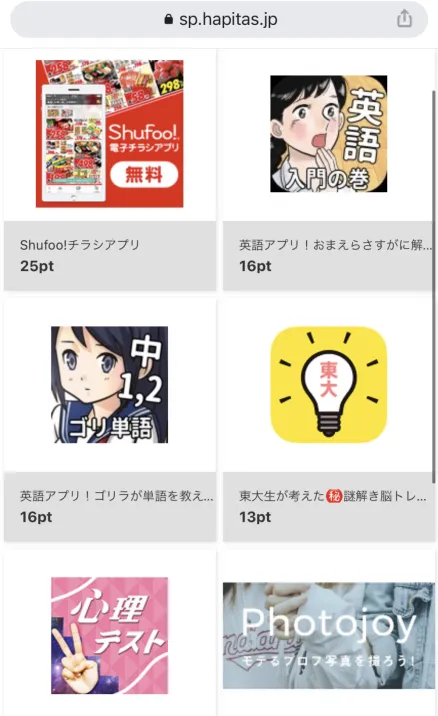 sp.hapitas.jp
Shufoo!
電子チラシアプリ
無料
298
Shufoo!チラシアプリ
25pt
英語
入門の巻
英語アプリ！おまえらさすがに解...
16pt
中
1,2
ゴリ単語
英語アプリ！ゴリラが単語を教え...
16pt
東大
東大生が考えた㊙謎解き脳トレ...
13pt
心理
テスト
Photojoy
モテるプロフ写真を撮ろう!